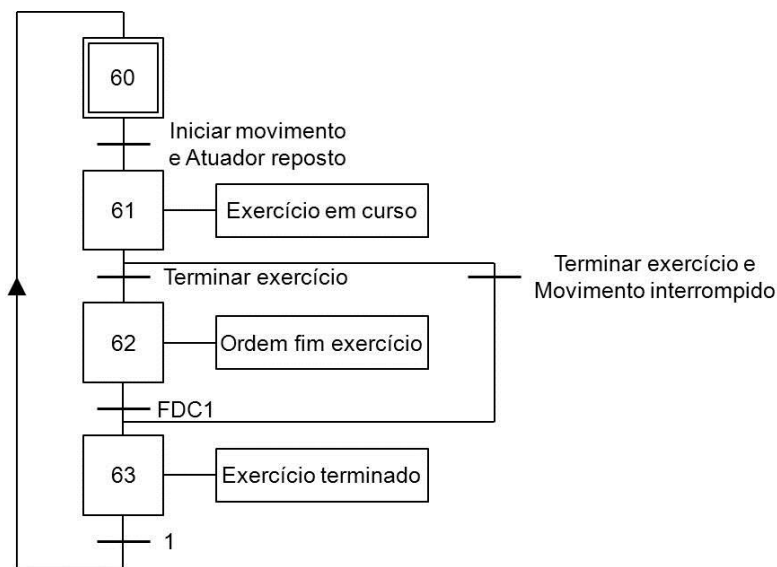 60
Iniciar movimento
e Atuador reposto
61
Exercício em curso
Terminar exercício
Terminar exercício e
Movimento interrompido
62
Ordem fim exercício
FDC1
63
Exercício terminado
1